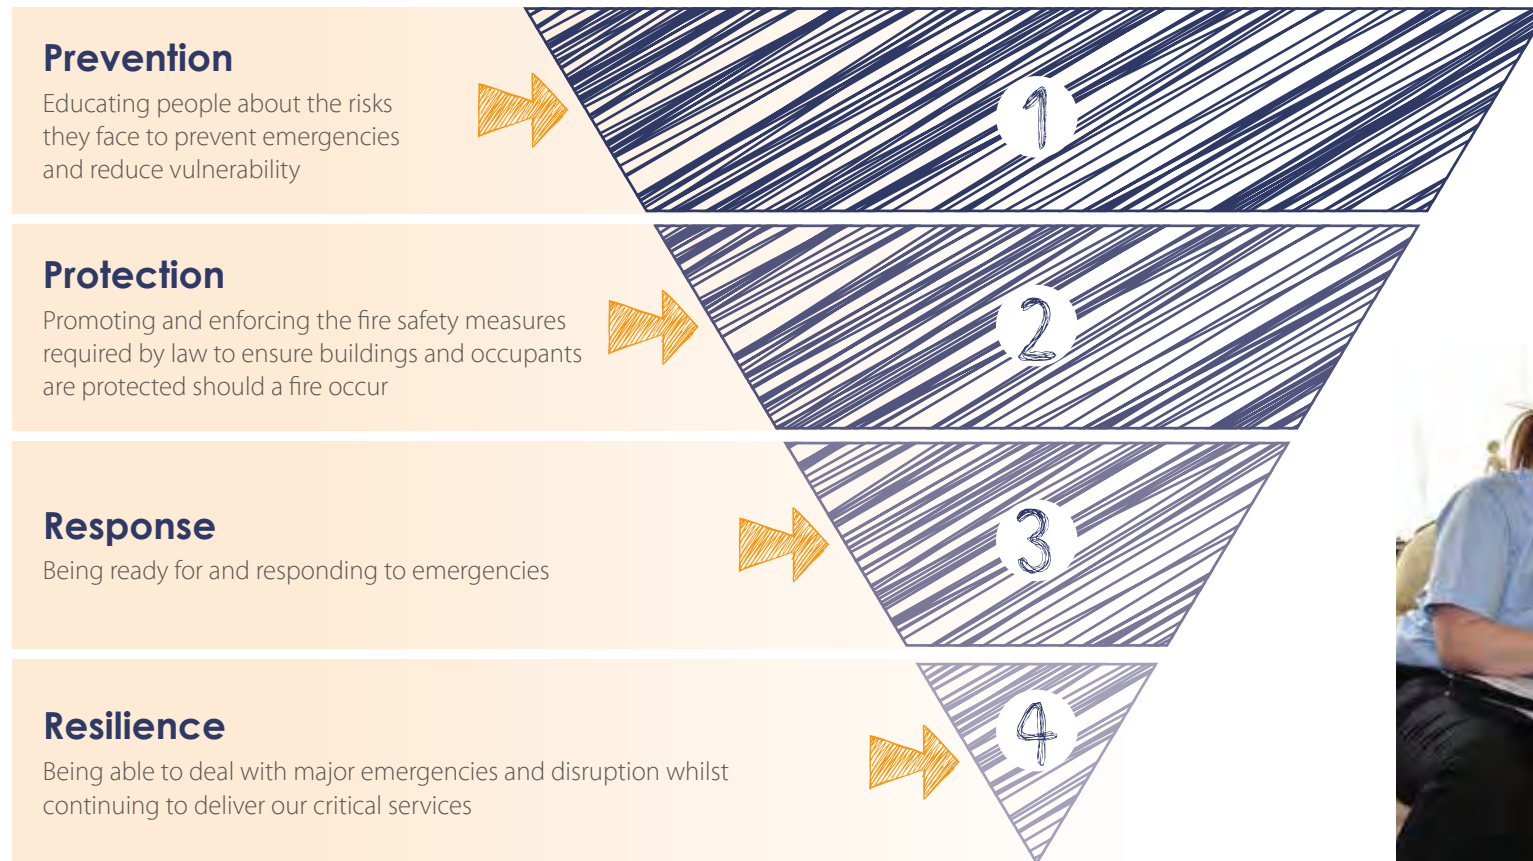 Prevention
Educating people about the risks
they face to prevent emergencies
and reduce vulnerability
1
Protection
Promoting and enforcing the fire safety measures
required by law to ensure buildings and occupants
are protected should a fire occur
2
Response
Being ready for and responding to emergencies
3
Resilience
Being able to deal with major emergencies and disruption whilst
continuing to deliver our critical services
4